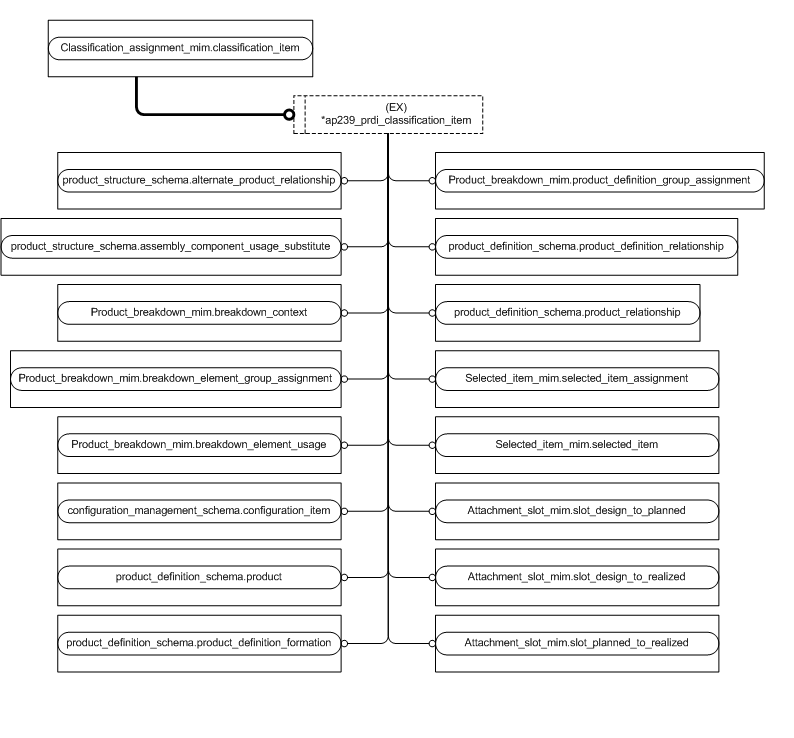 Classification_assignment_mim.classification_item
(EX)
*ap239_prdi_classification_item
product_structure_schema.alternate_product_relationship
Product_breakdown_mim.product_definition_group_assignment
product_structure_schema.assembly_component_usage_substitute
product_definition_schema.product_definition_relationship
Product_breakdown_mim.breakdown_context
product_definition_schema.product_relationship
Product_breakdown_mim.breakdown_element_group_assignment
Selected_item_mim.selected_item_assignment
Product_breakdown_mim.breakdown_element_usage
Selected_item_mim.selected_item
configuration_management_schema.configuration_item
Attachment_slot_mim.slot_design_to_planned
product_definition_schema.product
Attachment_slot_mim.slot_design_to_realized
product_definition_schema.product_definition_formation
Attachment_slot_mim.slot_planned_to_realized